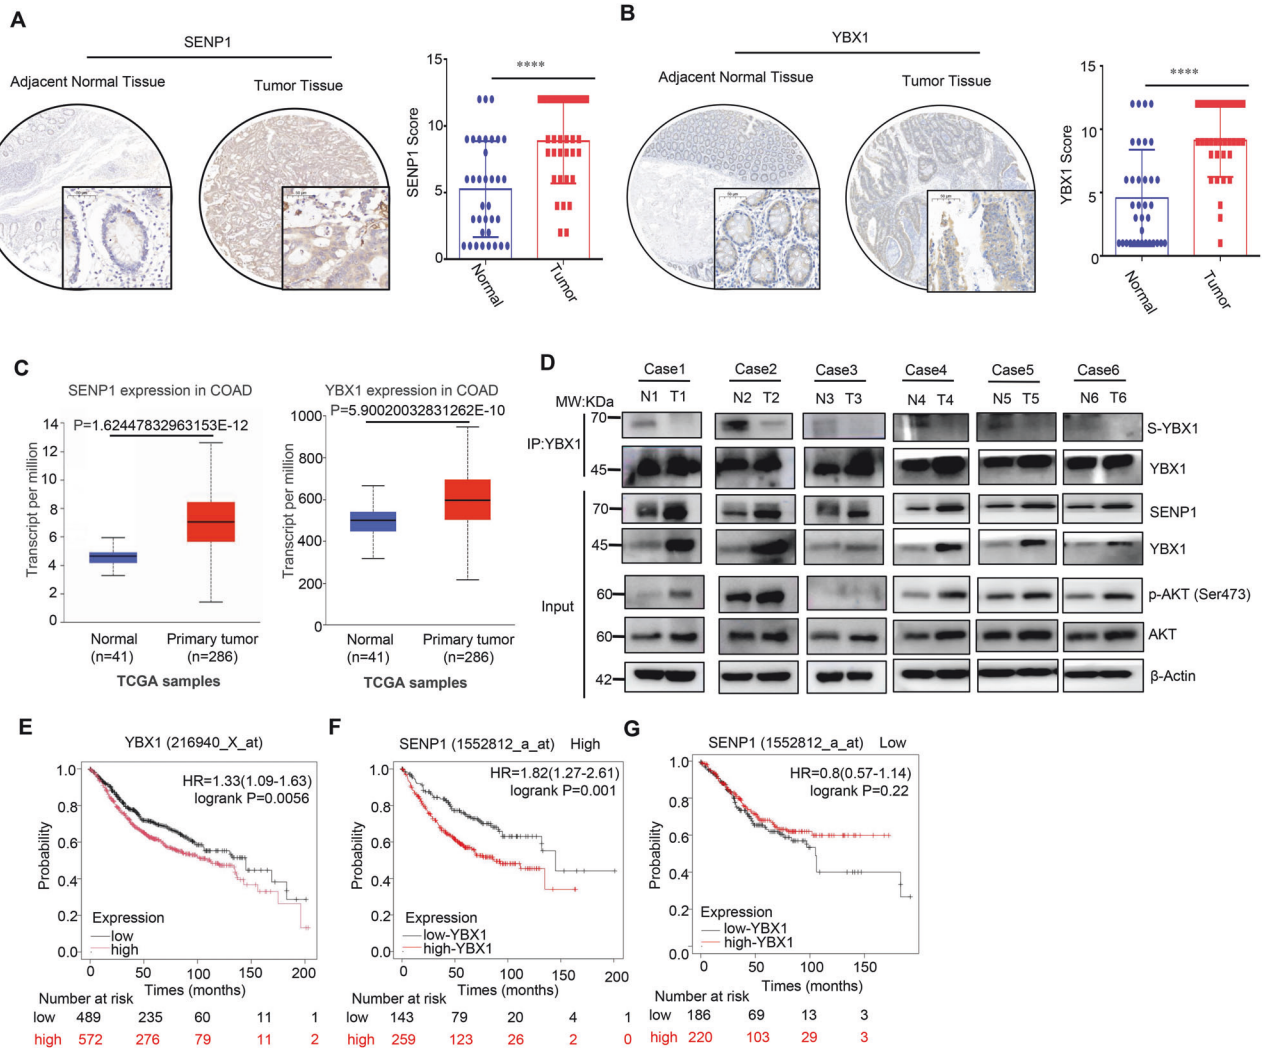 A
SENP1
Adjacent Normal Tissue
Tumor Tissue
SENP1 Score
15
10
5
0
****
Normal
Tumor
B
YBX1
Adjacent Normal Tissue
Tumor Tissue
YBX1 Score
15
10
5
0
****
Normal
Tumor
C
SENP1 expression in COAD
P=1.62447832963153E-12
Transcript per million
14
12
10
8
6
4
2
0
Normal
(n=41)
Primary tumor
(n=286)
TCGA samples
YBX1 expression in COAD
P=5.90020032831262E-10
Transcript per million
1000
800
600
400
200
0
Normal
(n=41)
Primary tumor
(n=286)
TCGA samples
D
Case1 Case2 Case3 Case4 Case5 Case6
MW:KDa N1 T1 N2 T2 N3 T3 N4 T4 N5 T5 N6 T6
IP:YBX1
70 S-YBX1
45 YBX1
Input
70 SENP1
45 YBX1
60 p-AKT (Ser473)
60 AKT
42 β-Actin
E
YBX1 (216940_X_at)
HR=1.33(1.09-1.63)
logrank P=0.0056
Probability
1.0
0.8
0.6
0.4
0.2
0.0
Expression
low
high
0 50 100 150 200
Times (months)
Number at risk
low 489 235 60 11 1
high 572 276 79 11 2
F
SENP1 (1552812_a_at) High
HR=1.82(1.27-2.61)
logrank P=0.001
Probability
1.0
0.8
0.6
0.4
0.2
0.0
Expression
low-YBX1
high-YBX1
0 50 100 150 200
Times (months)
Number at risk
low 143 79 20 4 1
high 259 123 26 2 0
G
SENP1 (1552812_a_at) Low
HR=0.8(0.57-1.14)
logrank P=0.22
Probability
1.0
0.8
0.6
0.4
0.2
0.0
Expression
low-YBX1
high-YBX1
0 50 100 150
Times (months)
Number at risk
low 186 69 13 3
high 220 103 29 3